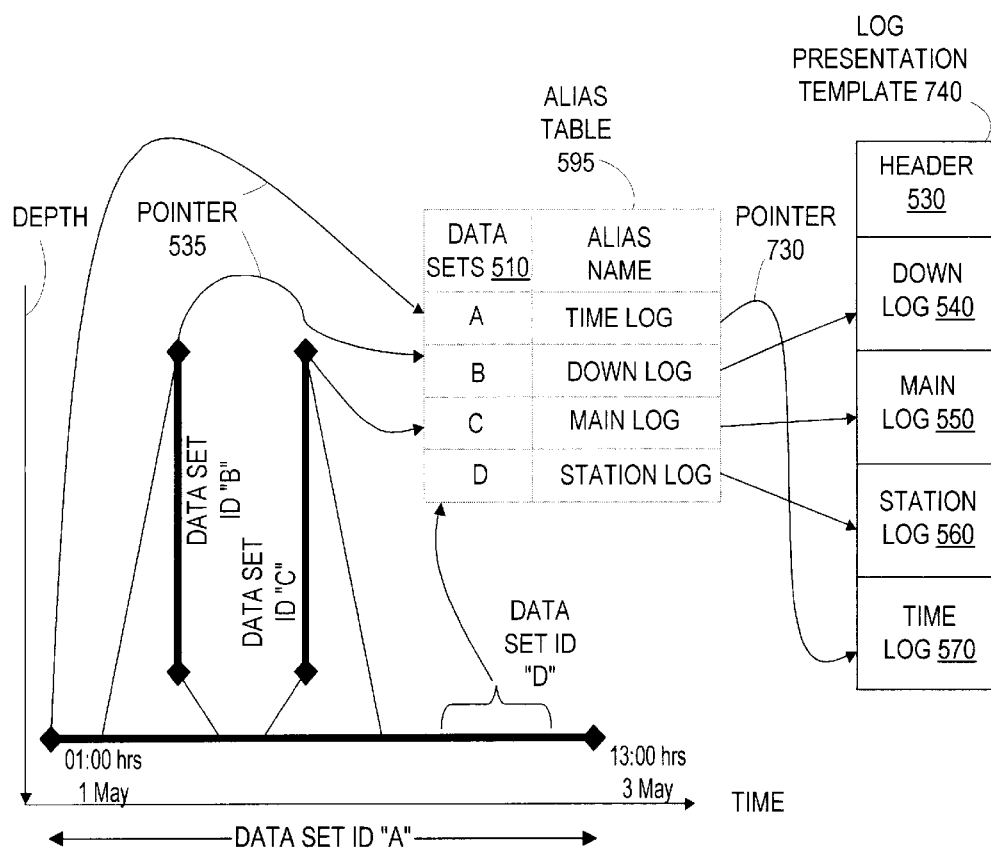 LOG
PRESENTATION
TEMPLATE 740
ALIAS
TABLE
595
HEADER
530
DEPTH
POINTER
535
DATA
SETS 510
ALIAS
NAME
POINTER
730
DOWN
LOG 540
A
TIME LOG
B
DOWN LOG
C
MAIN LOG
D
STATION LOG
MAIN
LOG 550
STATION
LOG 560
TIME
LOG 570
DATA SET
ID "B"
DATA SET
ID "C"
DATA
SET ID
"D"
01:00 hrs
1 May
13:00 hrs
3 May
TIME
DATA SET ID "A"